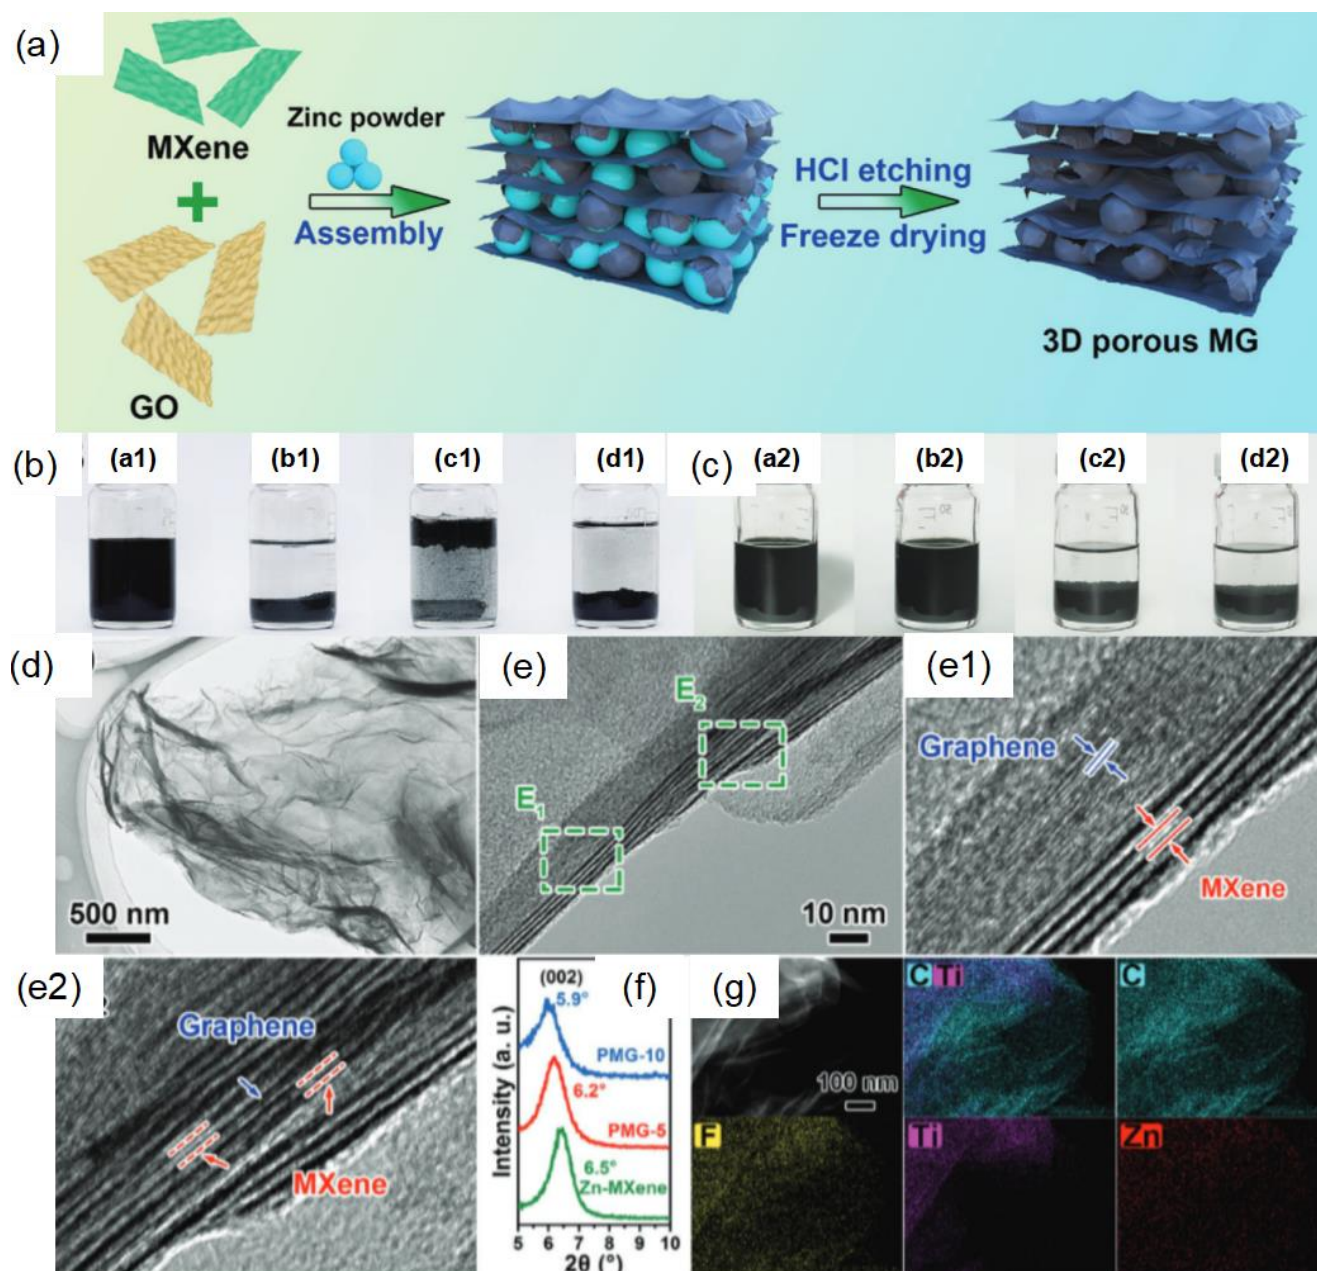 (a)
MXene
GO
Zinc powder
Assembly
HCl etching
Freeze drying
3D porous MG
(b)
(a1)
(b1)
(c1)
(d1)
(c)
(a2)
(b2)
(c2)
(d2)
(d)
500 nm
(e)
E1
E2
10 nm
(e1)
Graphene
MXene
(e2)
Graphene
MXene
(f)
(002)
5.9°
PMG-10
6.2°
PMG-5
6.5°
Zn-MXene
Intensity (a. u.)
5 6 7 8 9 10
2θ (°)
(g)
100 nm
C Ti
C
F
Ti
Zn